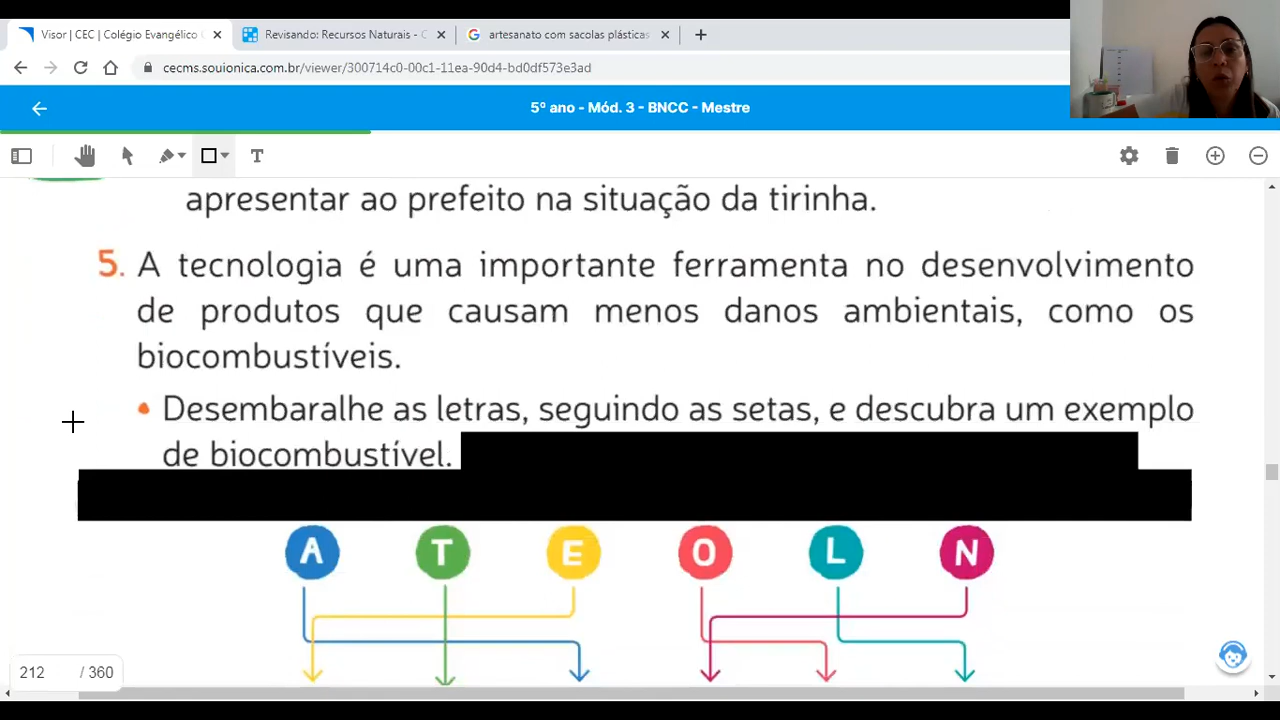 Visor | CEC | Colégio Evangélico
Revisando: Recursos Naturais - C
artesanato com sacolas plásticas
cecms.souionica.com.br/viewer/300714c0-00c1-11ea-90d4-bd0df573e3ad
5º ano - Mód. 3 - BNCC - Mestre
T
apresentar ao prefeito na situação da tirinha.
5. A tecnologia é uma importante ferramenta no desenvolvimento
de produtos que causam menos danos ambientais, como os
biocombustíveis.
• Desembaralhe as letras, seguindo as setas, e descubra um exemplo
de biocombustível.
A T E O L N
212 / 360